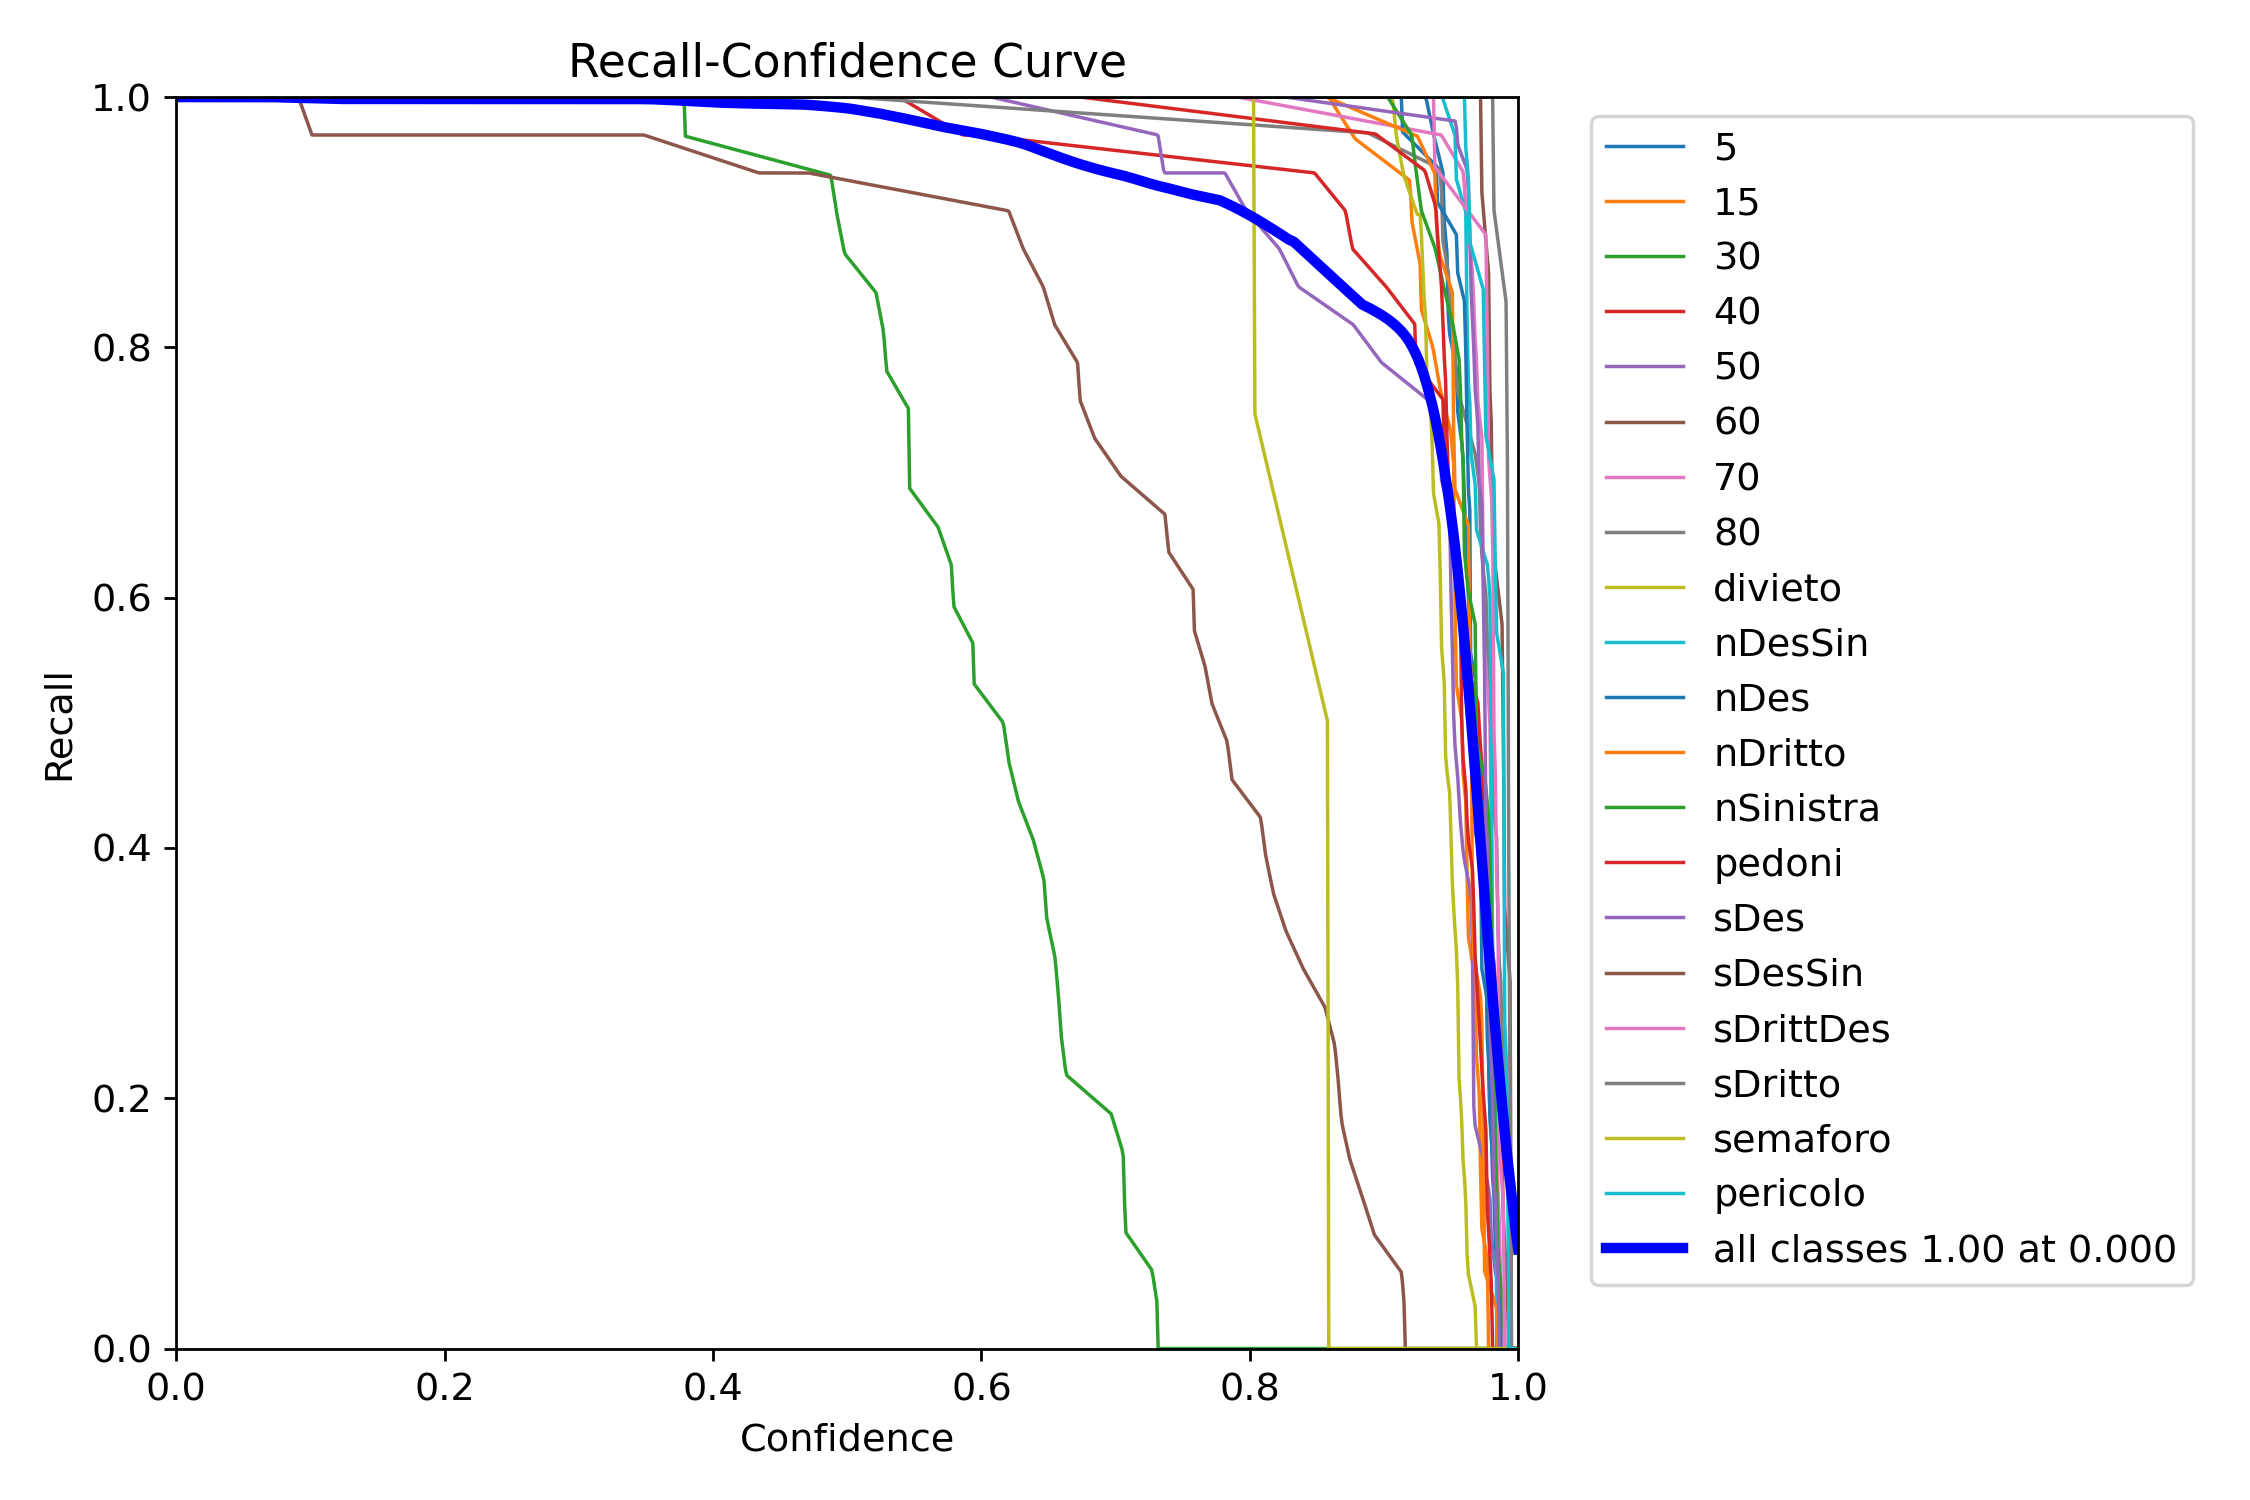 Recall-Confidence Curve
1.0
0.8
0.6
0.4
0.2
0.0
Recall
0.0 0.2 0.4 0.6 0.8 1.0
Confidence
5
15
30
40
50
60
70
80
divieto
nDesSin
nDes
nDritto
nSinistra
pedoni
sDes
sDesSin
sDrittDes
sDritto
semaforo
pericolo
all classes 1.00 at 0.000